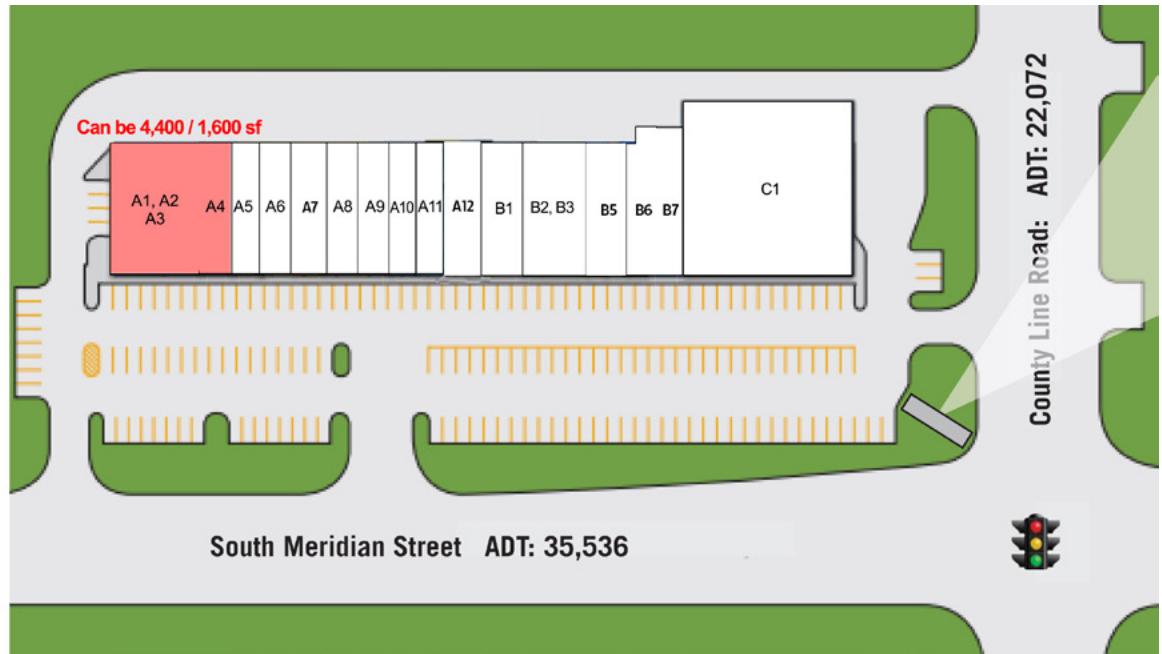 Can be 4,400 / 1,600 sf
A1, A2
A3
A4
A5
A6
A7
A8
A9
A10
A11
A12
B1
B2, B3
B5
B6
B7
C1
County Line Road: ADT: 22,072
South Meridian Street ADT: 35,536